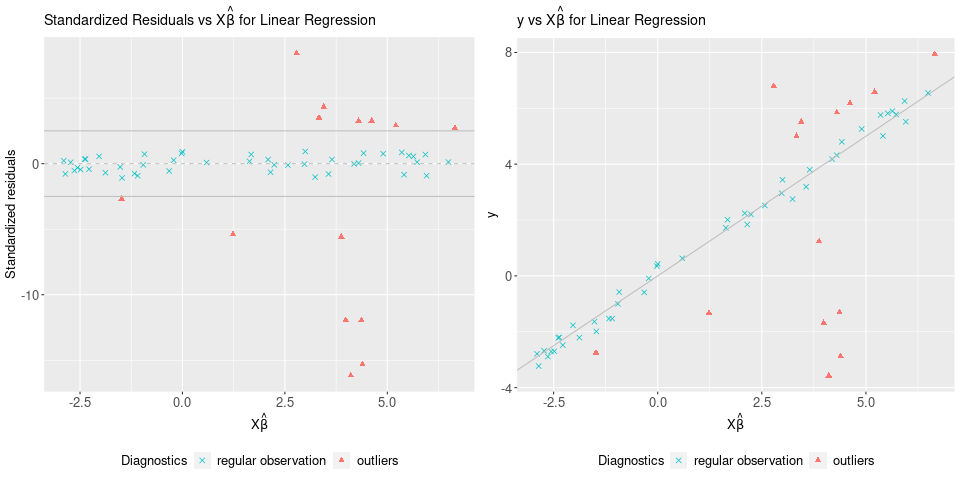 Standardized Residuals vs Xβ̂ for Linear Regression
Standardized residuals
0
-10
-2.5
0.0
2.5
5.0
Xβ̂
Diagnostics regular observation outliers
y vs Xβ̂ for Linear Regression
y
8
4
0
-4
-2.5
0.0
2.5
5.0
Xβ̂
Diagnostics regular observation outliers